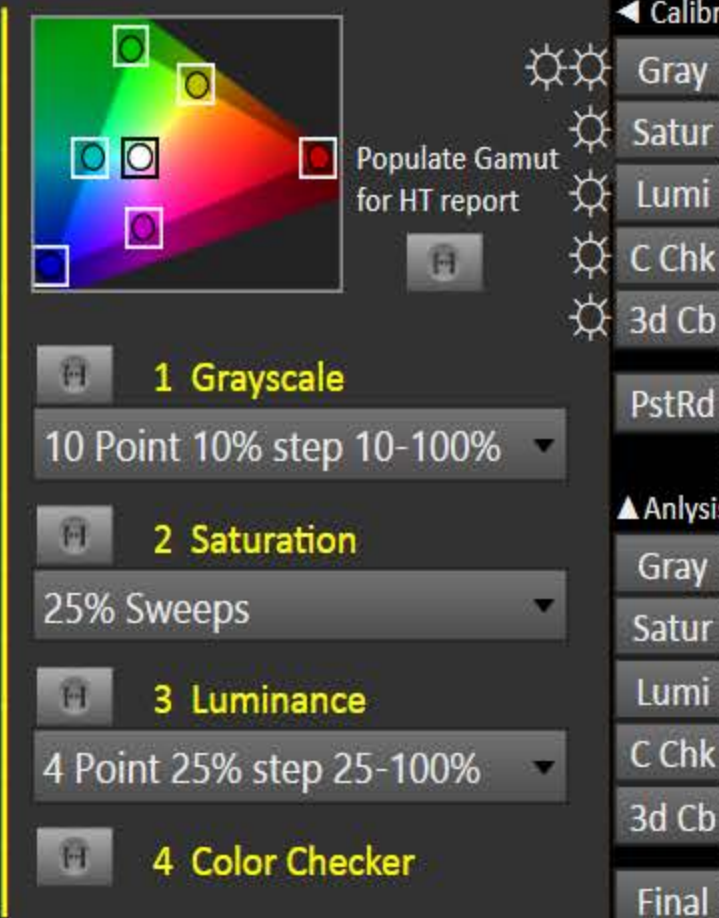 ◀ Calibr
Gray
Satur
Lumi
C Chk
3d Cb
PstRd
Populate Gamut
for HT report
1 Grayscale
10 Point 10% step 10-100%
2 Saturation
25% Sweeps
3 Luminance
4 Point 25% step 25-100%
4 Color Checker
▲ Anlysi
Gray
Satur
Lumi
C Chk
3d Cb
Final